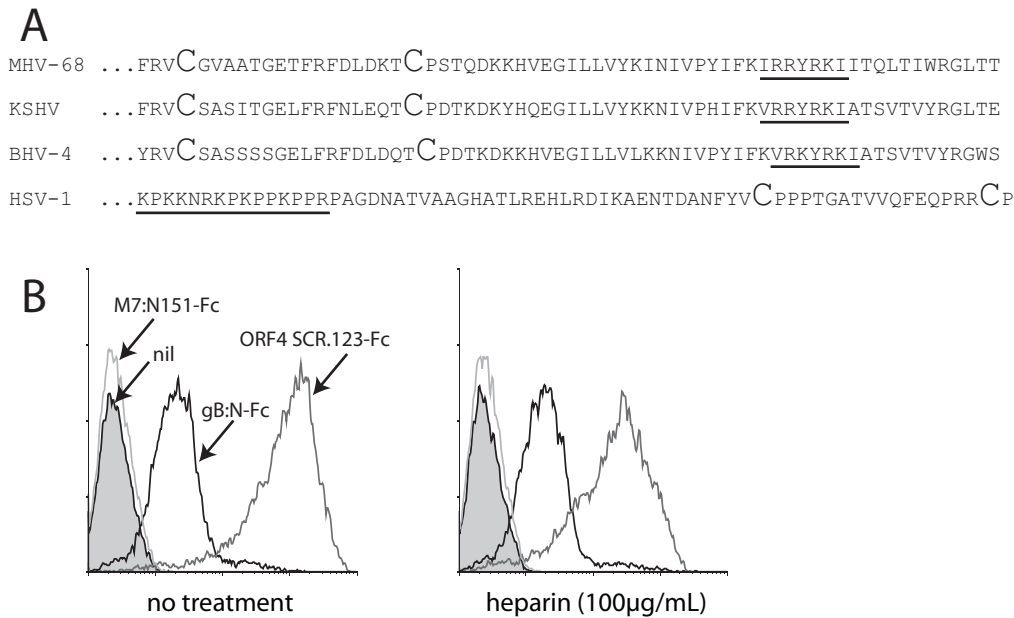 A
MHV-68 ...FRVCGVAATGETFRFDLDKTCPSTQDKKHVEGILLVYKINIVPYIFKIRRYRKIITQLTIWRGLTT
KSHV ...FRVCSASITGELFRFNLEQTCPDTKDKYHQEGILLVYKKNIVPHIFKVRRYRKIATSVTVYRGLTE
BHV-4 ...YRVCSASSSSGELFRFDLDQTCPDTKDKKHVEGILLVLKKNIVPYIFKVRKYRKIATSVTVYRGWS
HSV-1 ...KPKKNRKPKPPKPPRPAGDNATVAAGHATLREHLRDIKAENTDANFYVCPPPTGATVVQFEQPRRCP
B
M7:N151-Fc
nil
gB:N-Fc
ORF4 SCR.123-Fc
no treatment
heparin (100µg/mL)